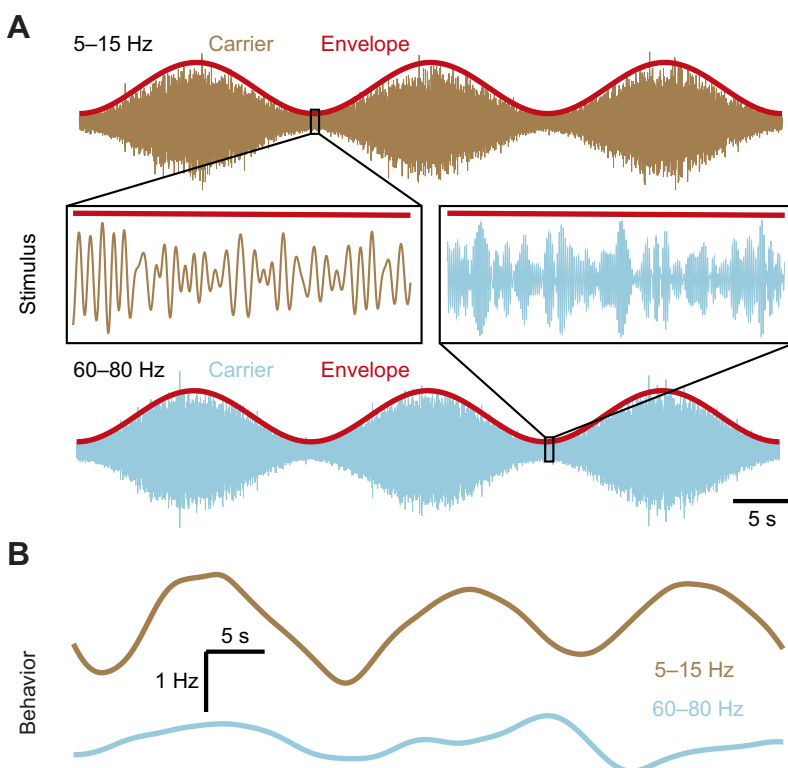 A
5–15 Hz Carrier Envelope
Stimulus
60–80 Hz Carrier Envelope
5 s
B
5 s
1 Hz
Behavior
5–15 Hz
60–80 Hz